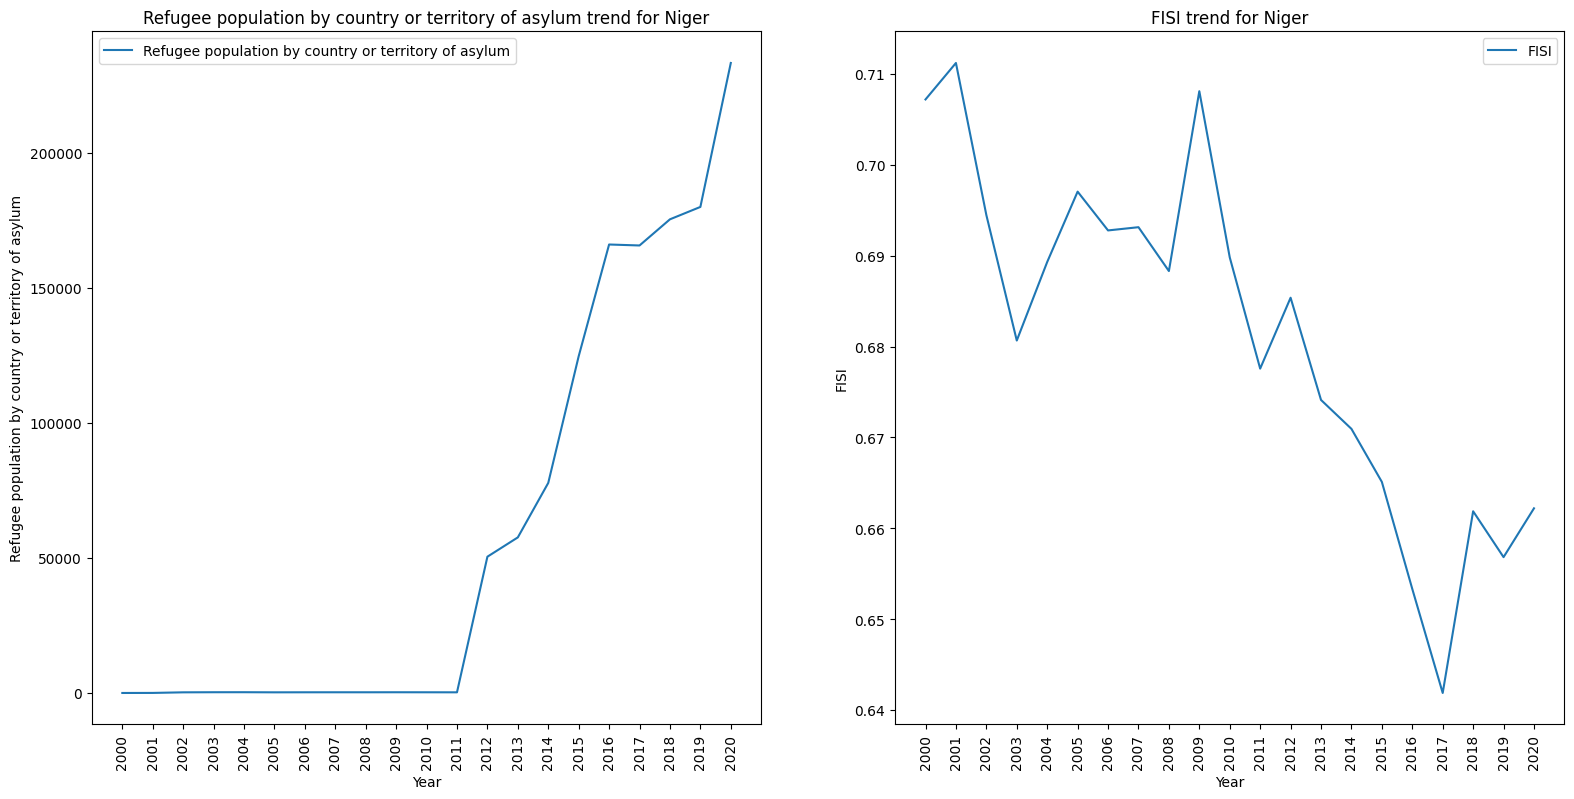 Refugee population by country or territory of asylum trend for Niger
Refugee population by country or territory of asylum
Refugee population by country or territory of asylum
200000
150000
100000
50000
0
2000 2001 2002 2003 2004 2005 2006 2007 2008 2009 2010 2011 2012 2013 2014 2015 2016 2017 2018 2019 2020
Year
FISI trend for Niger
FISI
FISI
0.71
0.70
0.69
0.68
0.67
0.66
0.65
0.64
2000 2001 2002 2003 2004 2005 2006 2007 2008 2009 2010 2011 2012 2013 2014 2015 2016 2017 2018 2019 2020
Year